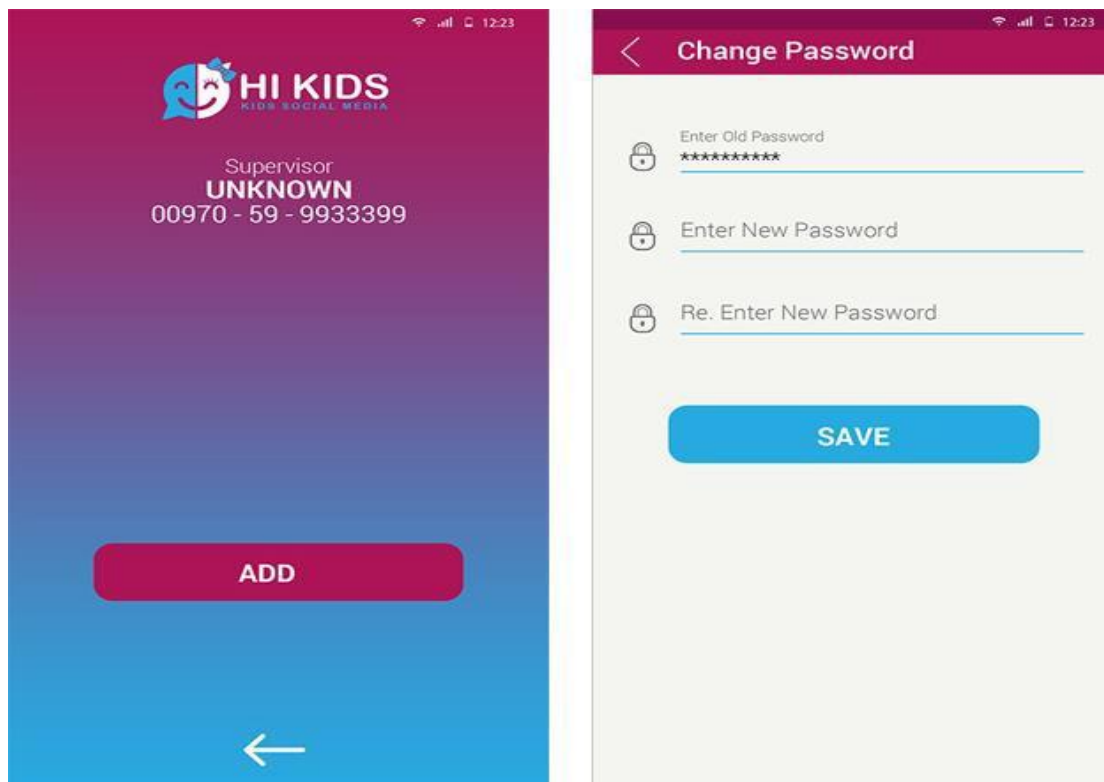 12:23
HI KIDS
KIDS SOCIAL MEDIA
Supervisor
UNKNOWN
00970 - 59 - 9933399
ADD
12:23
Change Password
Enter Old Password
**********
Enter New Password
Re. Enter New Password
SAVE